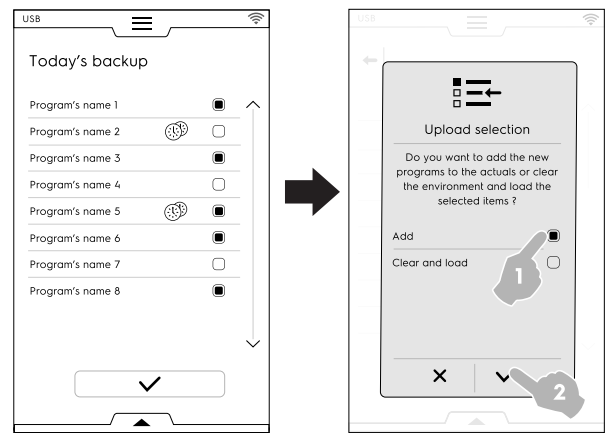 USB
Today's backup
Program's name 1
Program's name 2
Program's name 3
Program's name 4
Program's name 5
Program's name 6
Program's name 7
Program's name 8
USB
Upload selection
Do you want to add the new
programs to the actuals or clear
the environment and load the
selected items ?
Add
Clear and load
1
2